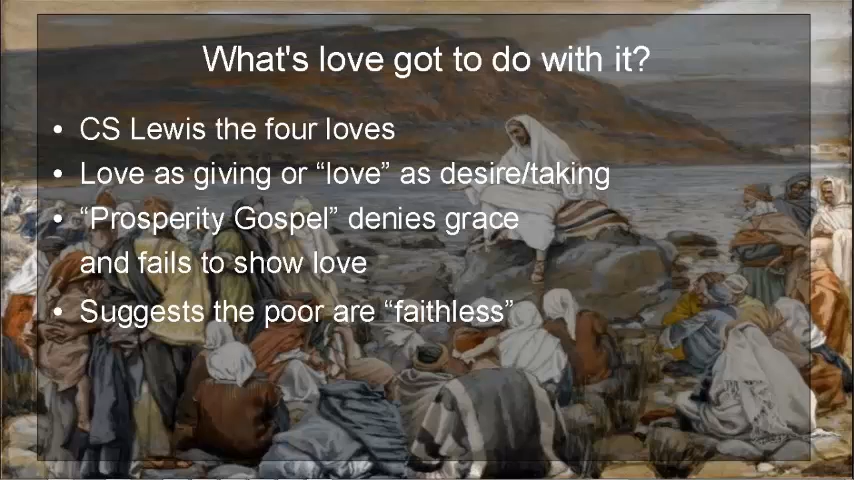 What's love got to do with it?
• CS Lewis the four loves
• Love as giving or “love” as desire/taking
• “Prosperity Gospel” denies grace
and fails to show love
• Suggests the poor are “faithless”